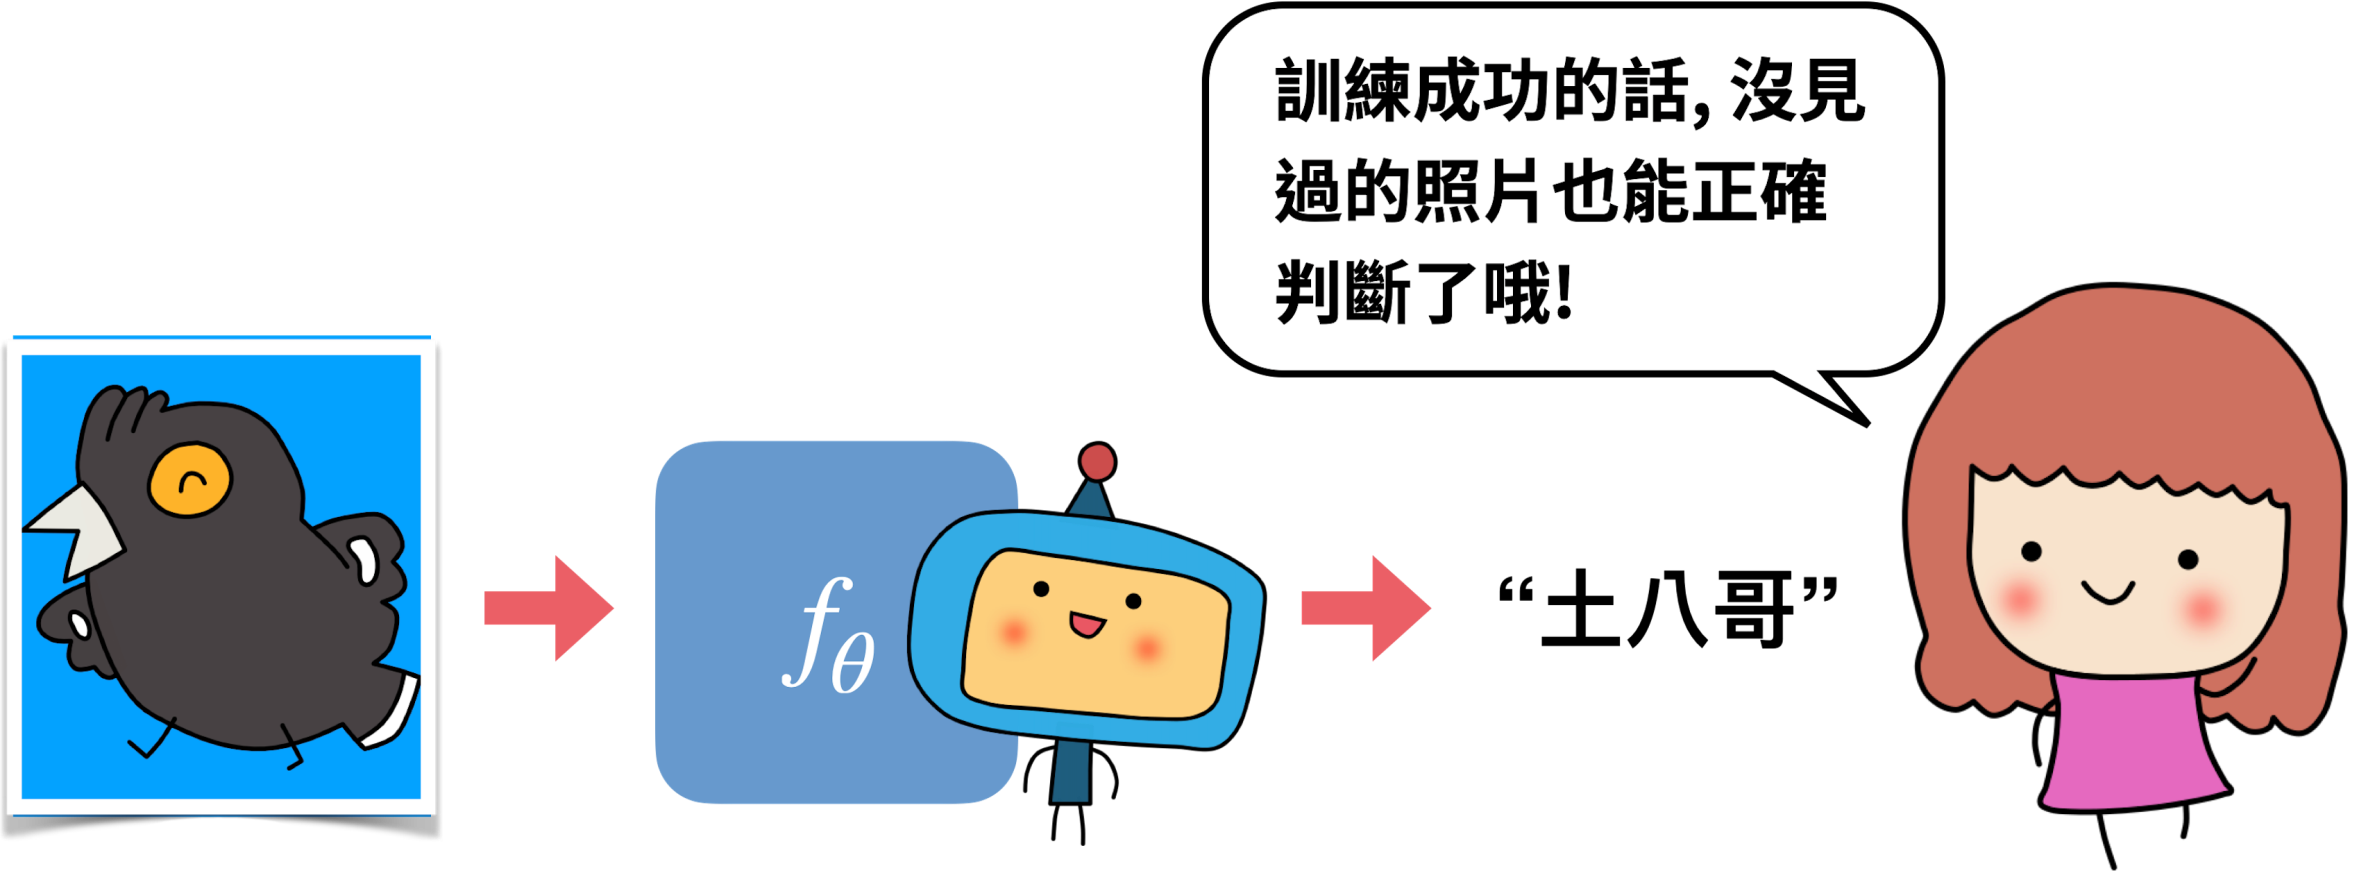 訓練成功的話, 沒見
過的照片也能正確
判斷了哦!
f_θ
“土八哥”